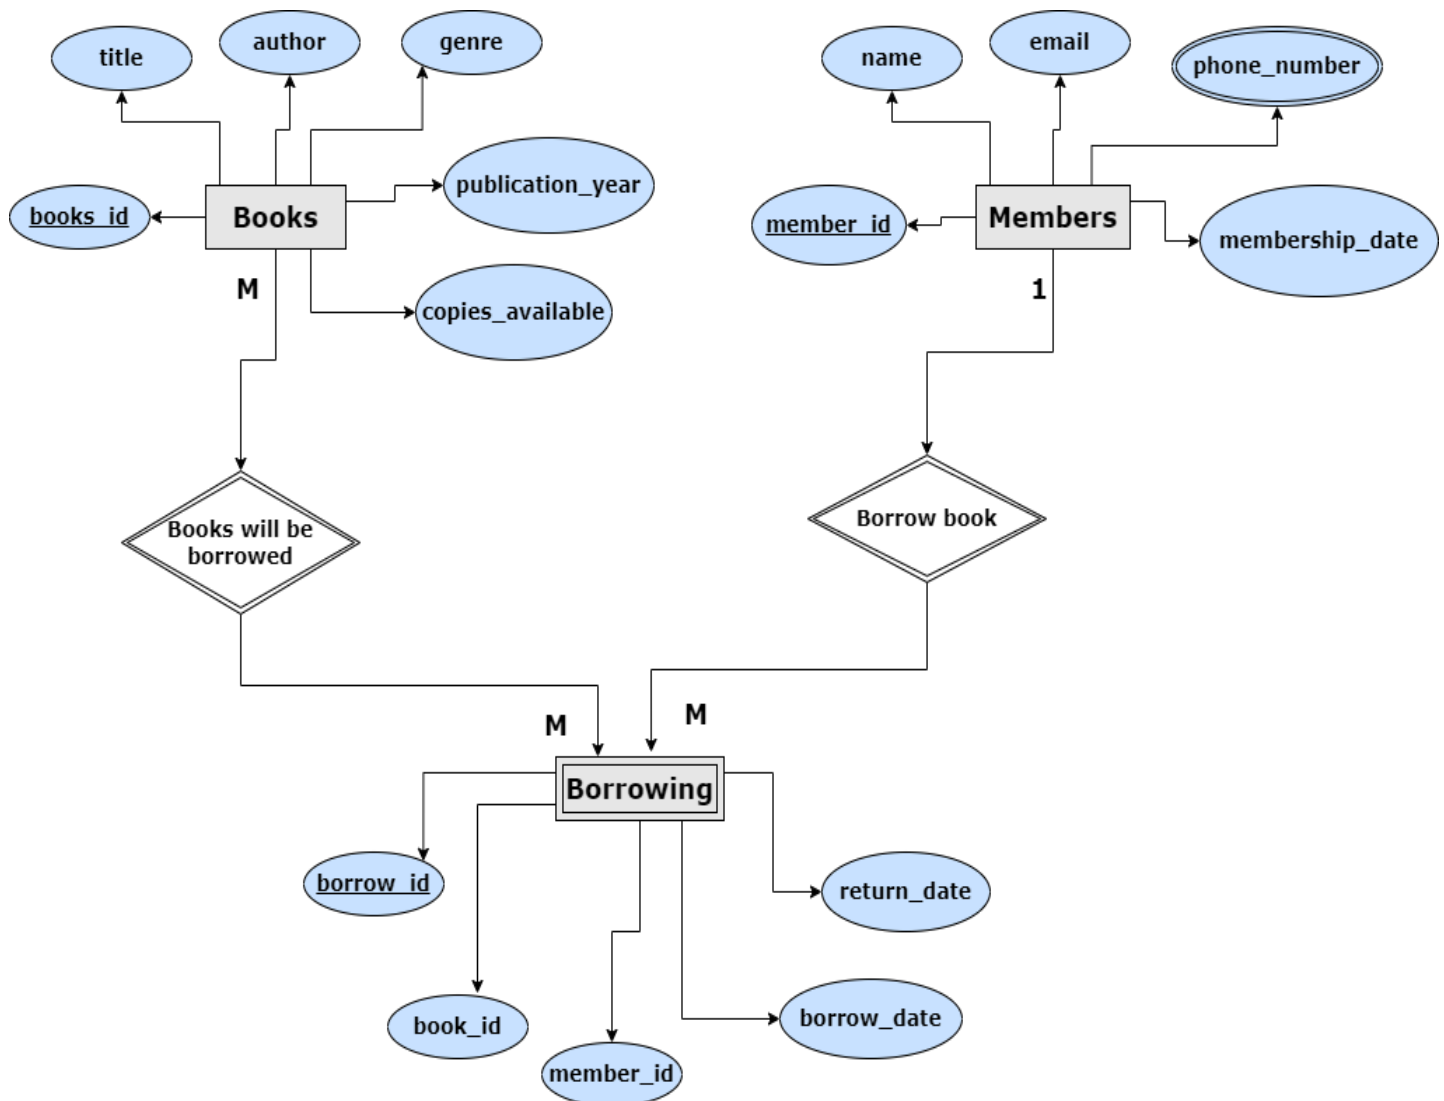 title
author
genre
name
email
phone_number
books_id
Books
publication_year
member_id
Members
membership_date
M
copies_available
1
Books will be
borrowed
Borrow book
M
M
Borrowing
borrow_id
return_date
book_id
member_id
borrow_date